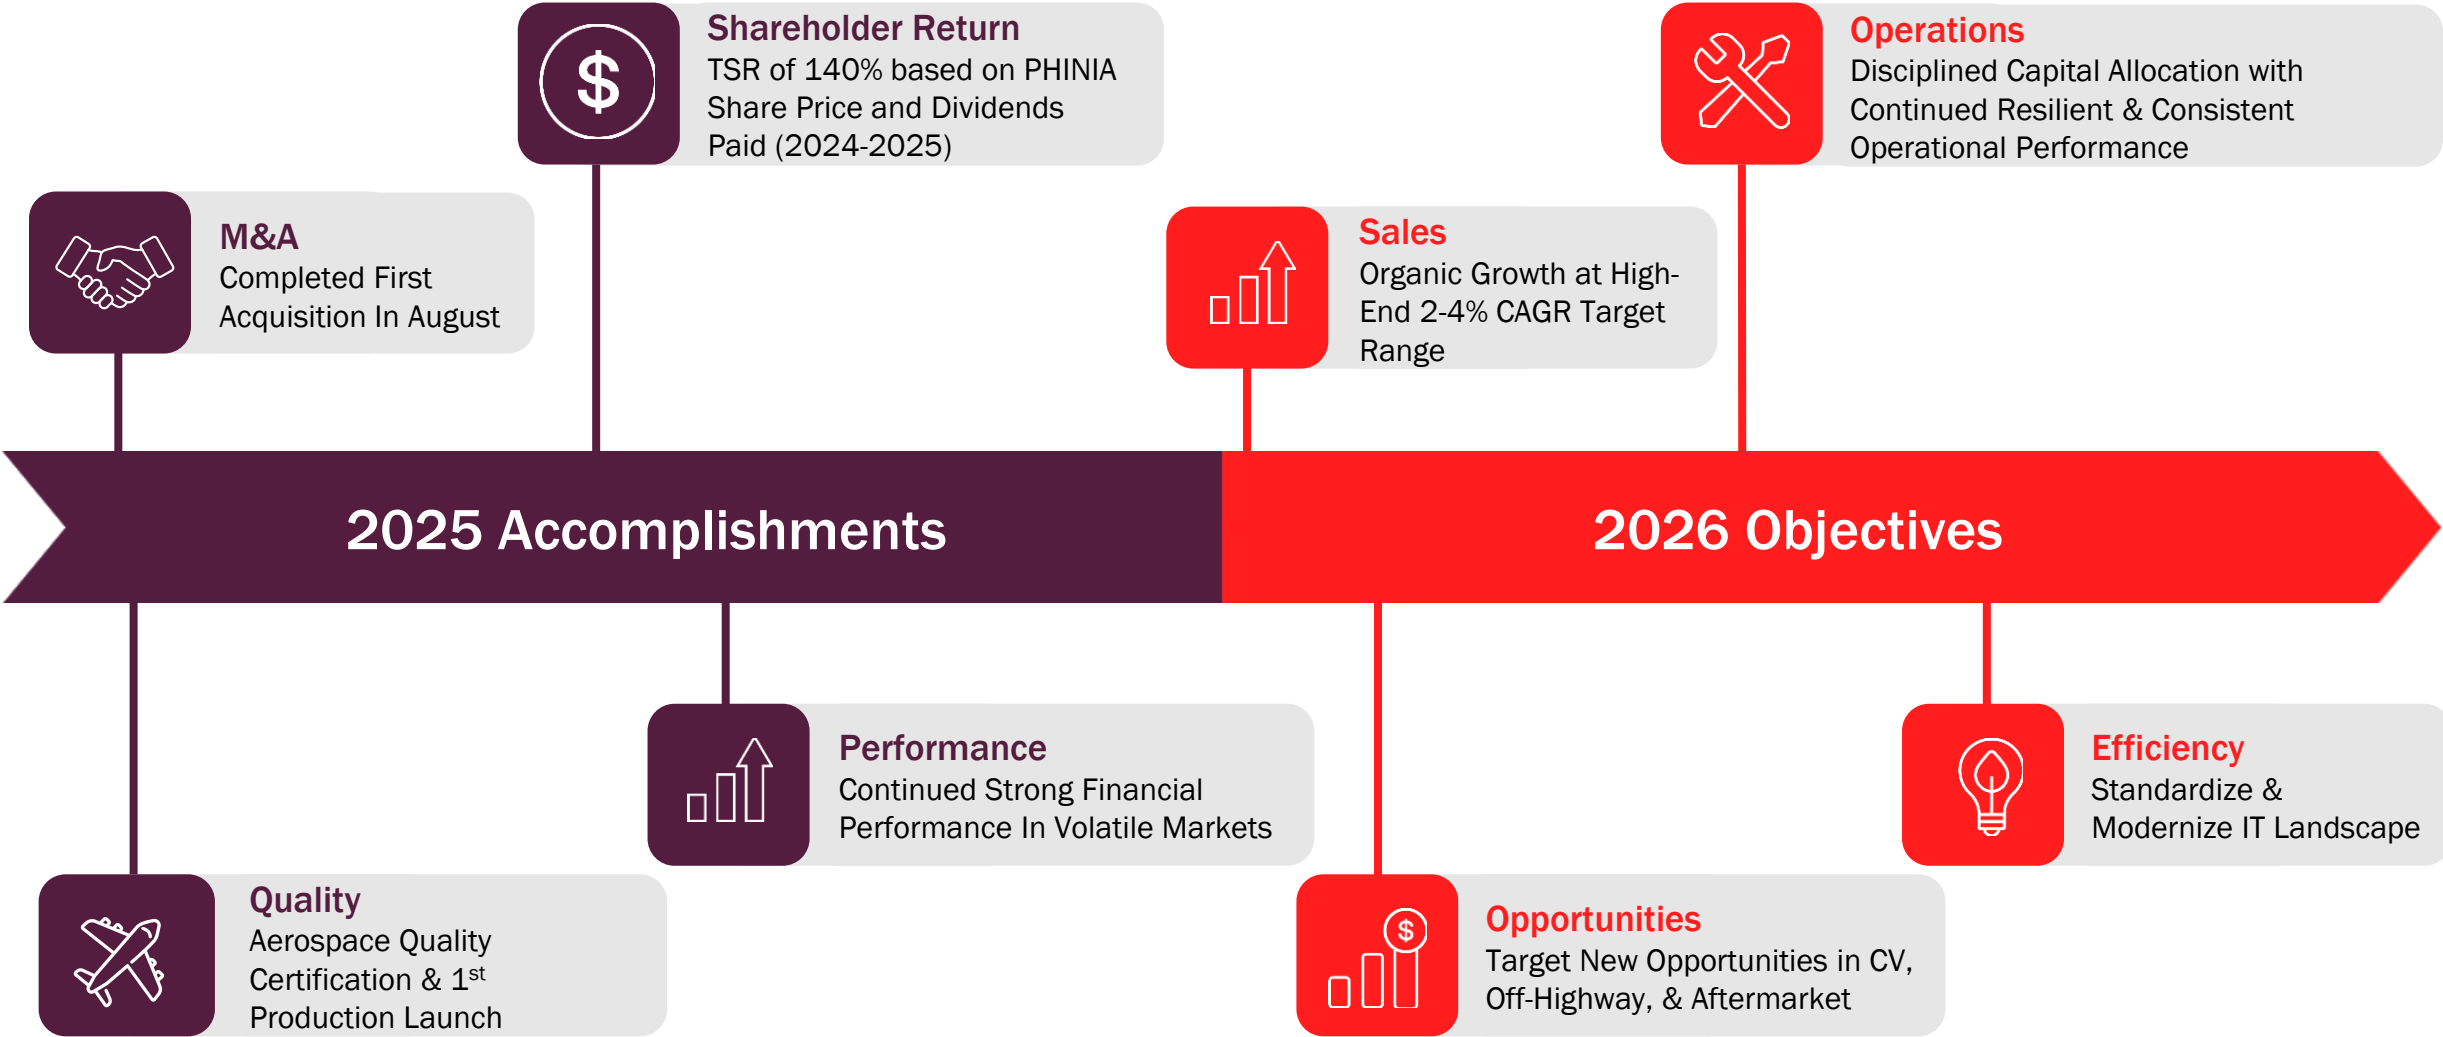 Shareholder Return
TSR of 140% based on PHINIA
Share Price and Dividends
Paid (2024-2025)
M&A
Completed First
Acquisition In August
Operations
Disciplined Capital Allocation with
Continued Resilient & Consistent
Operational Performance
Sales
Organic Growth at High-
End 2-4% CAGR Target
Range
2025 Accomplishments
2026 Objectives
Performance
Continued Strong Financial
Performance In Volatile Markets
Quality
Aerospace Quality
Certification & 1st
Production Launch
Efficiency
Standardize &
Modernize IT Landscape
Opportunities
Target New Opportunities in CV,
Off-Highway, & Aftermarket